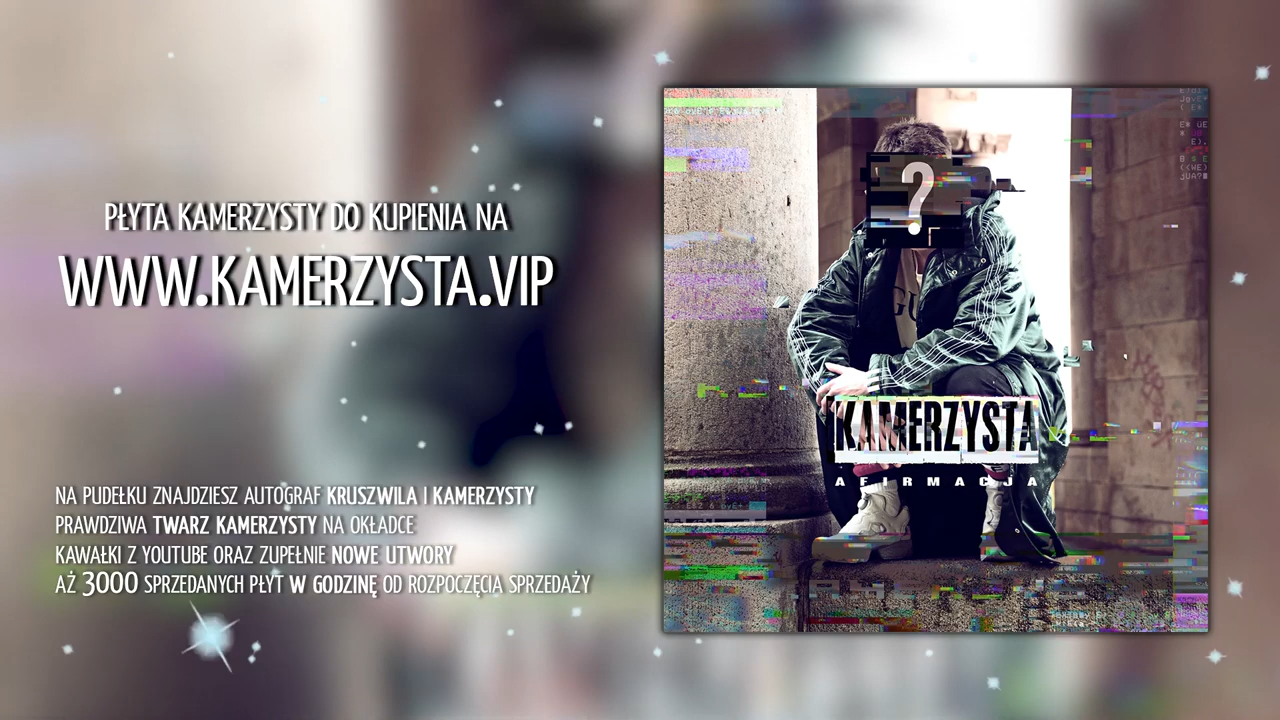 PŁYTA KAMERZYSTY DO KUPIENIA NA
WWW.KAMERZYSTA.VIP
NA PUDEŁKU ZNAJDZIESZ AUTOGRAF KRUSZWILA I KAMERZYSTY
PRAWDZIWA TWARZ KAMERZYSTY NA OKŁADCE
KAWAŁKI Z YOUTUBE ORAZ ZUPEŁNIE NOWE UTWORY
AŻ 3000 SPRZEDANYCH PŁYT W GODZINĘ OD ROZPOCZĘCIA SPRZEDAŻY
?
GU
KAMERZYSTA
AFIRMACJA